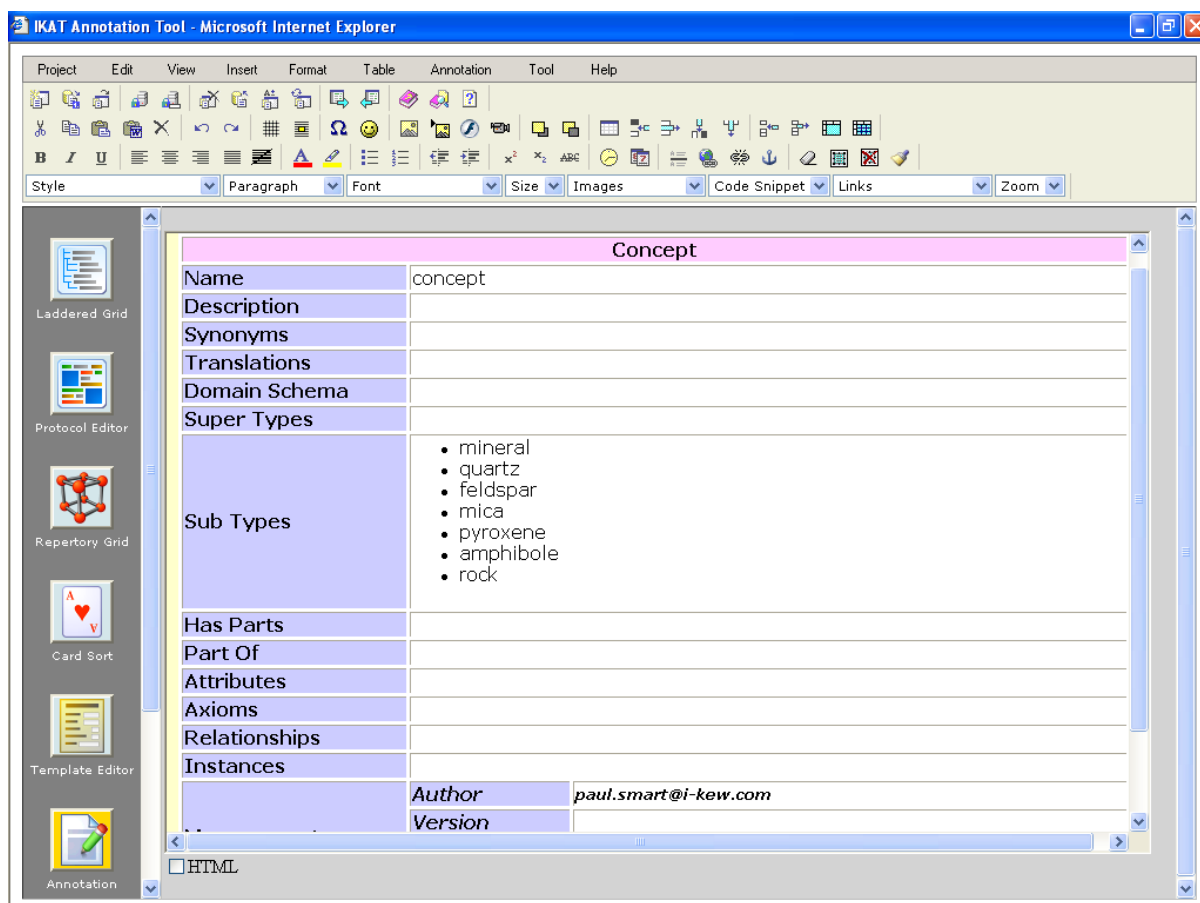 IKAT Annotation Tool - Microsoft Internet Explorer
Project Edit View Insert Format Table Annotation Tool Help
B I U A x² X₂ ABC
Style Paragraph Font Size Images Code Snippet Links Zoom
Laddered Grid
Protocol Editor
Repertory Grid
A
A
Card Sort
Template Editor
Annotation
Concept
Name concept
Description
Synonyms
Translations
Domain Schema
Super Types
Sub Types
• mineral
• quartz
• feldspar
• mica
• pyroxene
• amphibole
• rock
Has Parts
Part Of
Attributes
Axioms
Relationships
Instances
Author paul.smart@i-kew.com
Version
HTML